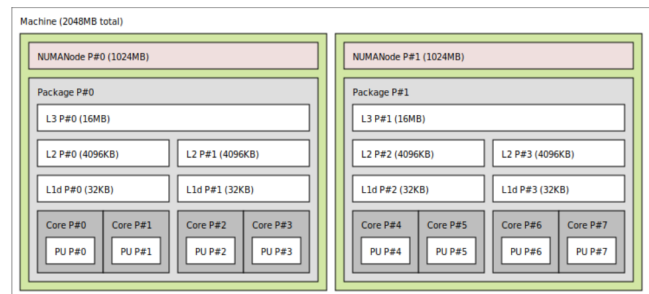 Machine (2048MB total)
NUMANode P#0 (1024MB)
Package P#0
L3 P#0 (16MB)
L2 P#0 (4096KB)
L2 P#1 (4096KB)
L1d P#0 (32KB)
L1d P#1 (32KB)
Core P#0
Core P#1
Core P#2
Core P#3
PU P#0
PU P#1
PU P#2
PU P#3
NUMANode P#1 (1024MB)
Package P#1
L3 P#1 (16MB)
L2 P#2 (4096KB)
L2 P#3 (4096KB)
L1d P#2 (32KB)
L1d P#3 (32KB)
Core P#4
Core P#5
Core P#6
Core P#7
PU P#4
PU P#5
PU P#6
PU P#7